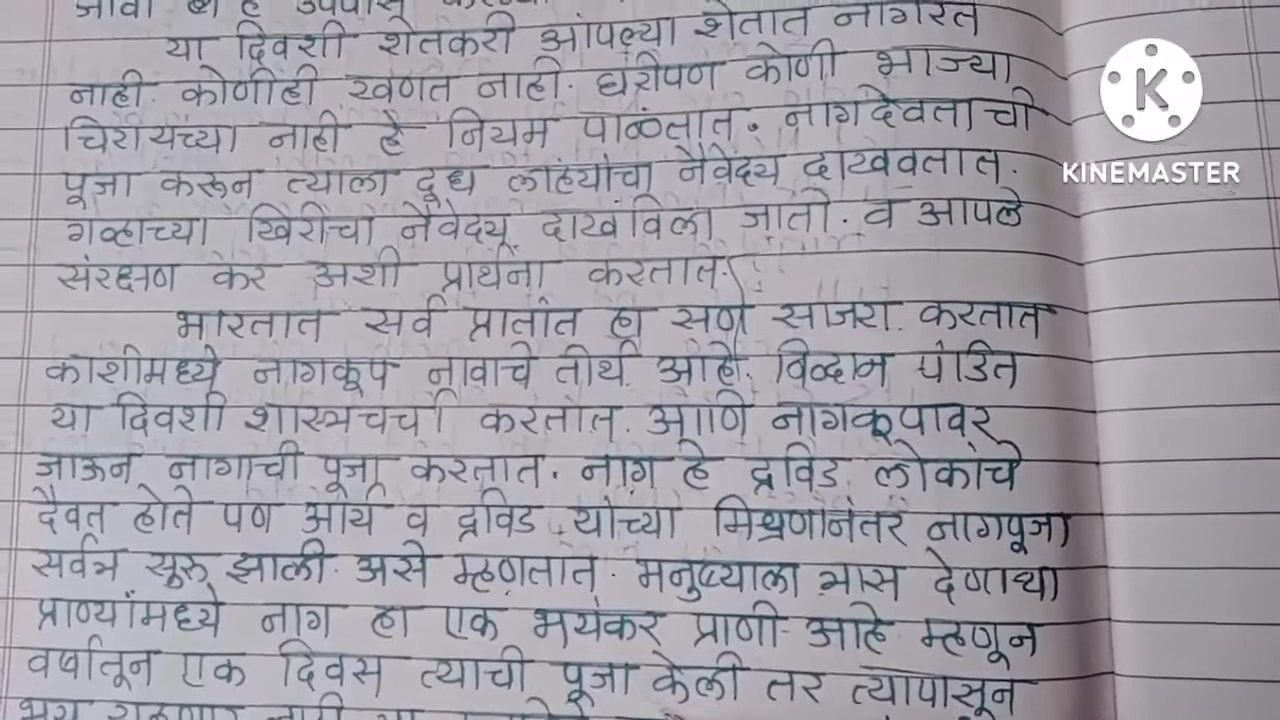 या दिवशी शेतकरी आपल्या शेतात नांगरत
नाही. कोणीही खणत नाही. घरीपण कोणी भाज्या
चिरायच्या नाही हे नियम पाळतात. नागदेवताची
पूजा करून त्याला दूध लाह्यांचा नैवेद्य दाखवतात.
गव्हाच्या खिरीचा नैवेद्य दाखविला जातो. व आपले
संरक्षण कर अशी प्रार्थना करतात.
भारतात सर्व प्रातांत हा सण साजरा करतात
काशीमध्ये नागकूप नावाचे तीर्थ आहे. विव्दान पंडित
या दिवशी शास्त्रचर्चा करतात. आणि नागकूपावर
जाऊन नागाची पूजा करतात. नाग हे द्रविड लोकांचे
दैवत होते पण आर्य व द्रविड यांच्या मिश्रणानंतर नागपूजा
सर्वत्र सुरु झाली. असे म्हणतात. मनुष्याला त्रास देणाऱ्या
प्राण्यांमध्ये नाग हा एक भयंकर प्राणी आहे. म्हणून
वर्षातून एक दिवस त्याची पूजा केली तर त्यापासून
KINEMASTER